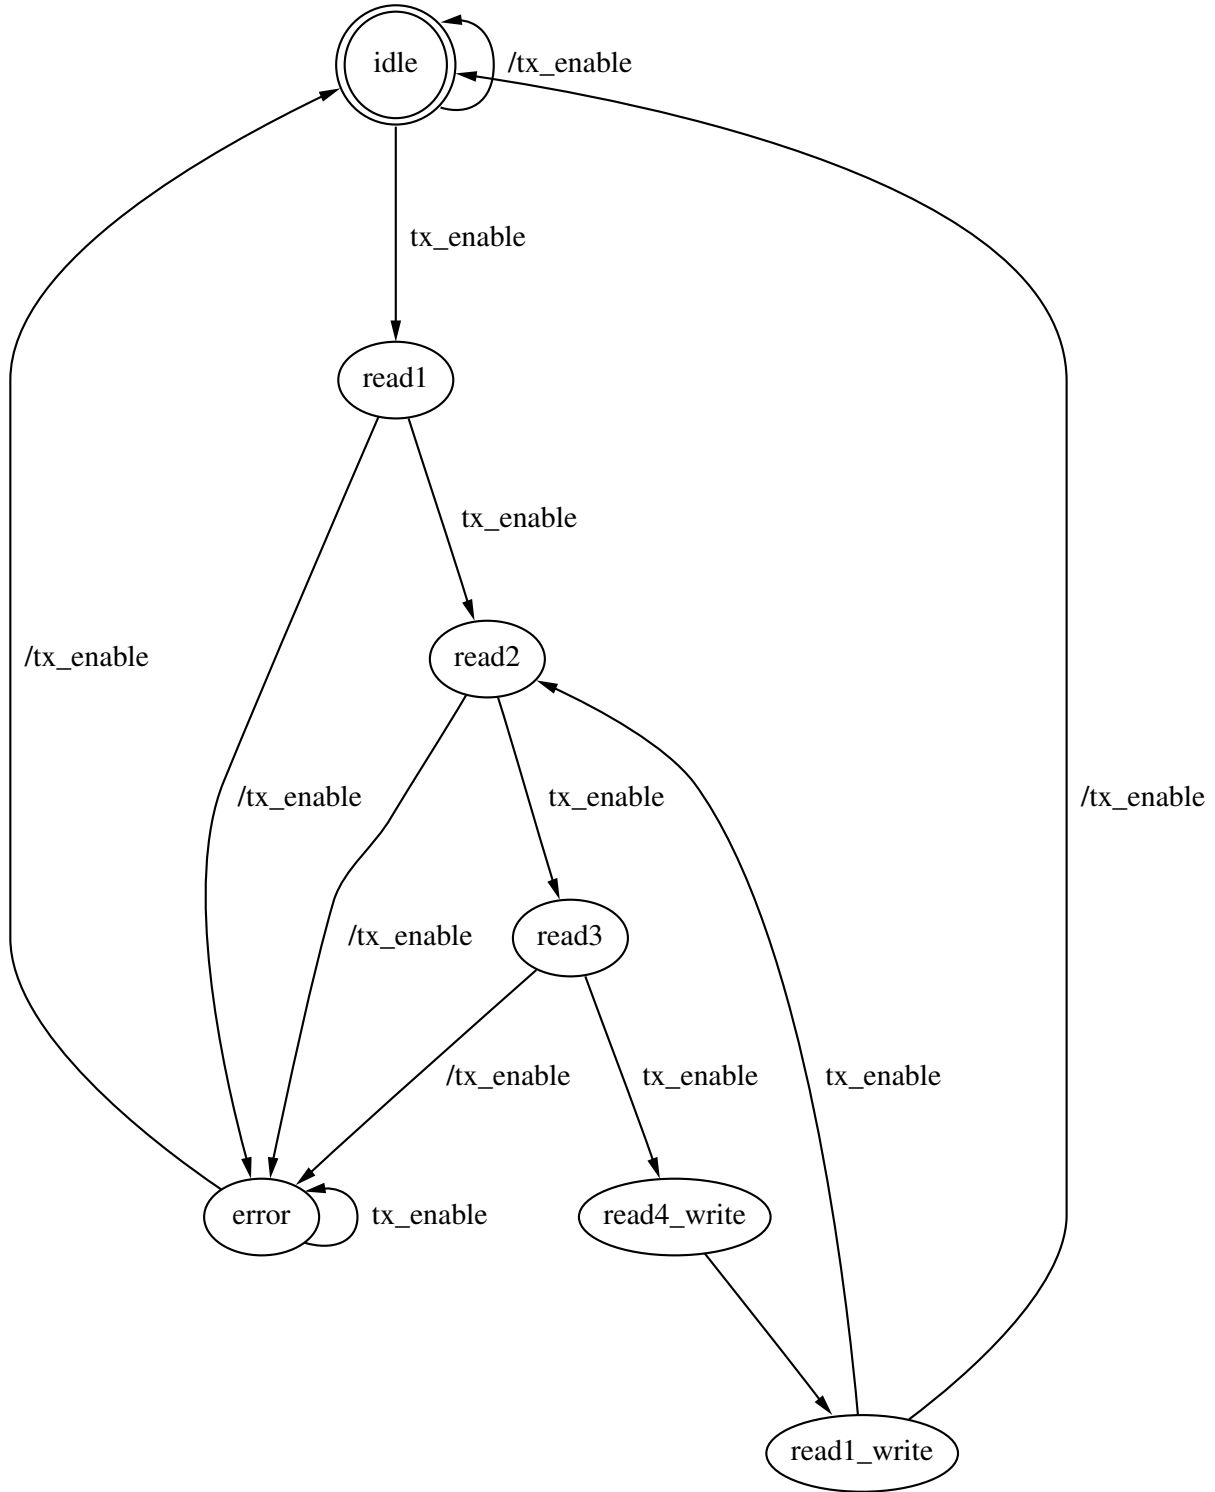 idle
/tx_enable
tx_enable
read1
tx_enable
/tx_enable
read2
/tx_enable
tx_enable
/tx_enable
/tx_enable
read3
/tx_enable
tx_enable
tx_enable
error
tx_enable
read4_write
read1_write